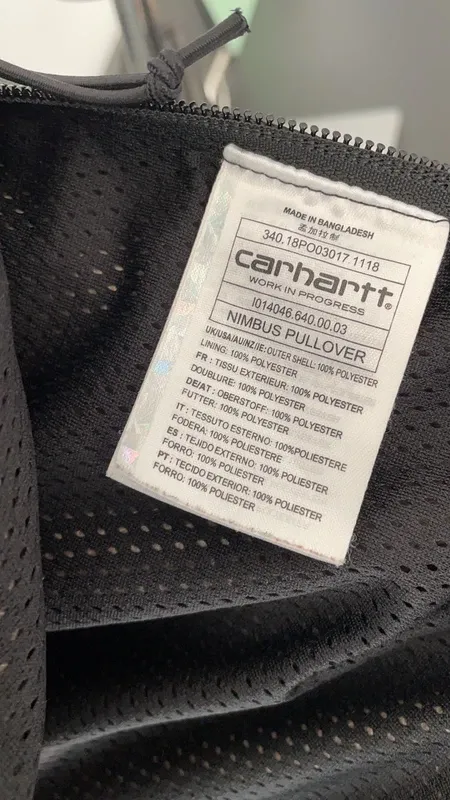 MADE IN BANGLADESH
孟加拉制
340.18PO03017.1118
carhartt®
WORK IN PROGRESS
I014046.640.00.03
NIMBUS PULLOVER
UK/USA/AU/NZ/IE: OUTER SHELL: 100% POLYESTER
LINING: 100% POLYESTER
FR : TISSU EXTERIEUR: 100% POLYESTER
DOUBLURE: 100% POLYESTER
DE/AT : OBERSTOFF: 100% POLYESTER
FUTTER: 100% POLYESTER
IT : TESSUTO ESTERNO: 100%POLIESTERE
FODERA: 100% POLIESTERE
ES : TEJIDO EXTERNO: 100% POLIESTER
FORRO: 100% POLIESTER
PT : TECIDO EXTERIOR: 100% POLIESTER
FORRO: 100% POLIESTER